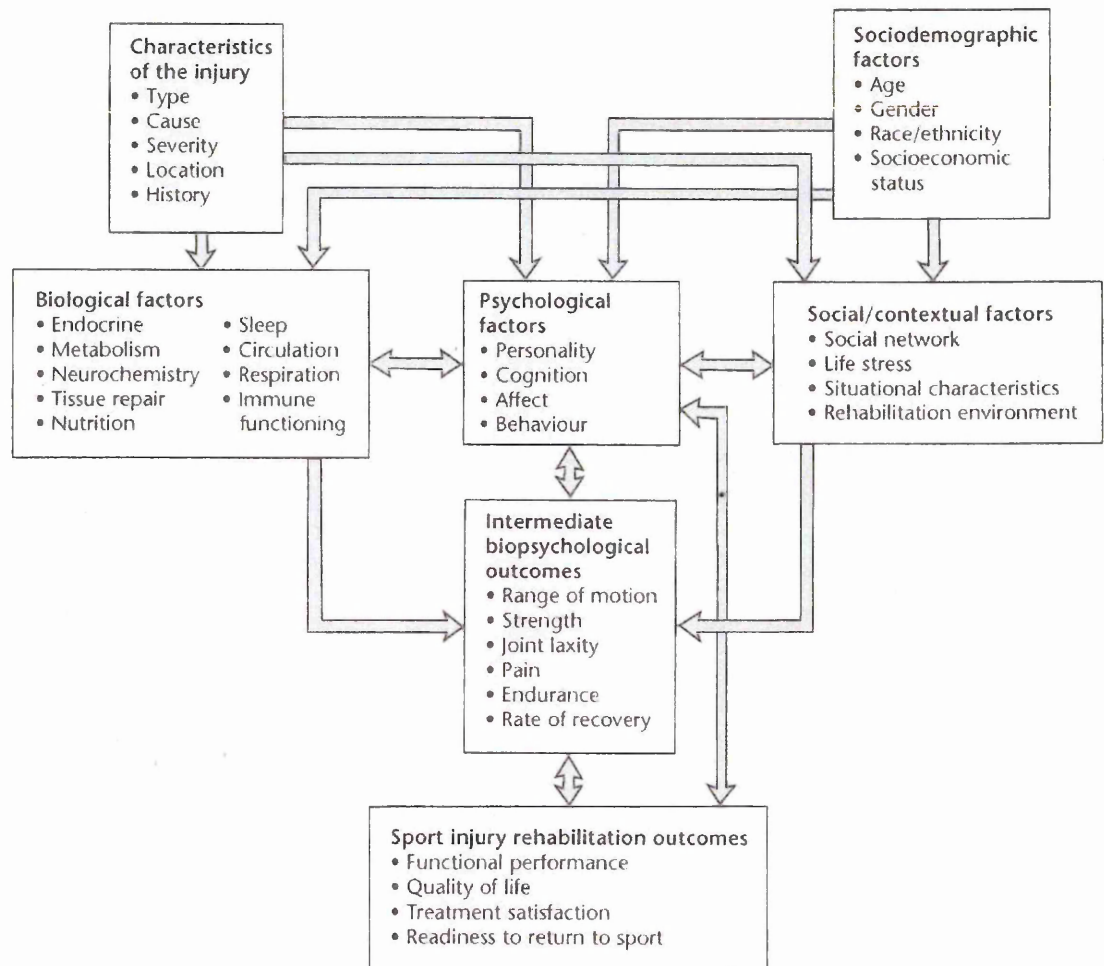 Characteristics
of the injury
• Type
• Cause
• Severity
• Location
• History
Sociodemographic
factors
• Age
• Gender
• Race/ethnicity
• Socioeconomic
status
Biological factors
• Endocrine
• Metabolism
• Neurochemistry
• Tissue repair
• Nutrition
• Sleep
• Circulation
• Respiration
• Immune
functioning
Psychological
factors
• Personality
• Cognition
• Affect
• Behaviour
Social/contextual factors
• Social network
• Life stress
• Situational characteristics
• Rehabilitation environment
Intermediate
biopsychological
outcomes
• Range of motion
• Strength
• Joint laxity
• Pain
• Endurance
• Rate of recovery
Sport injury rehabilitation outcomes
• Functional performance
• Quality of life
• Treatment satisfaction
• Readiness to return to sport